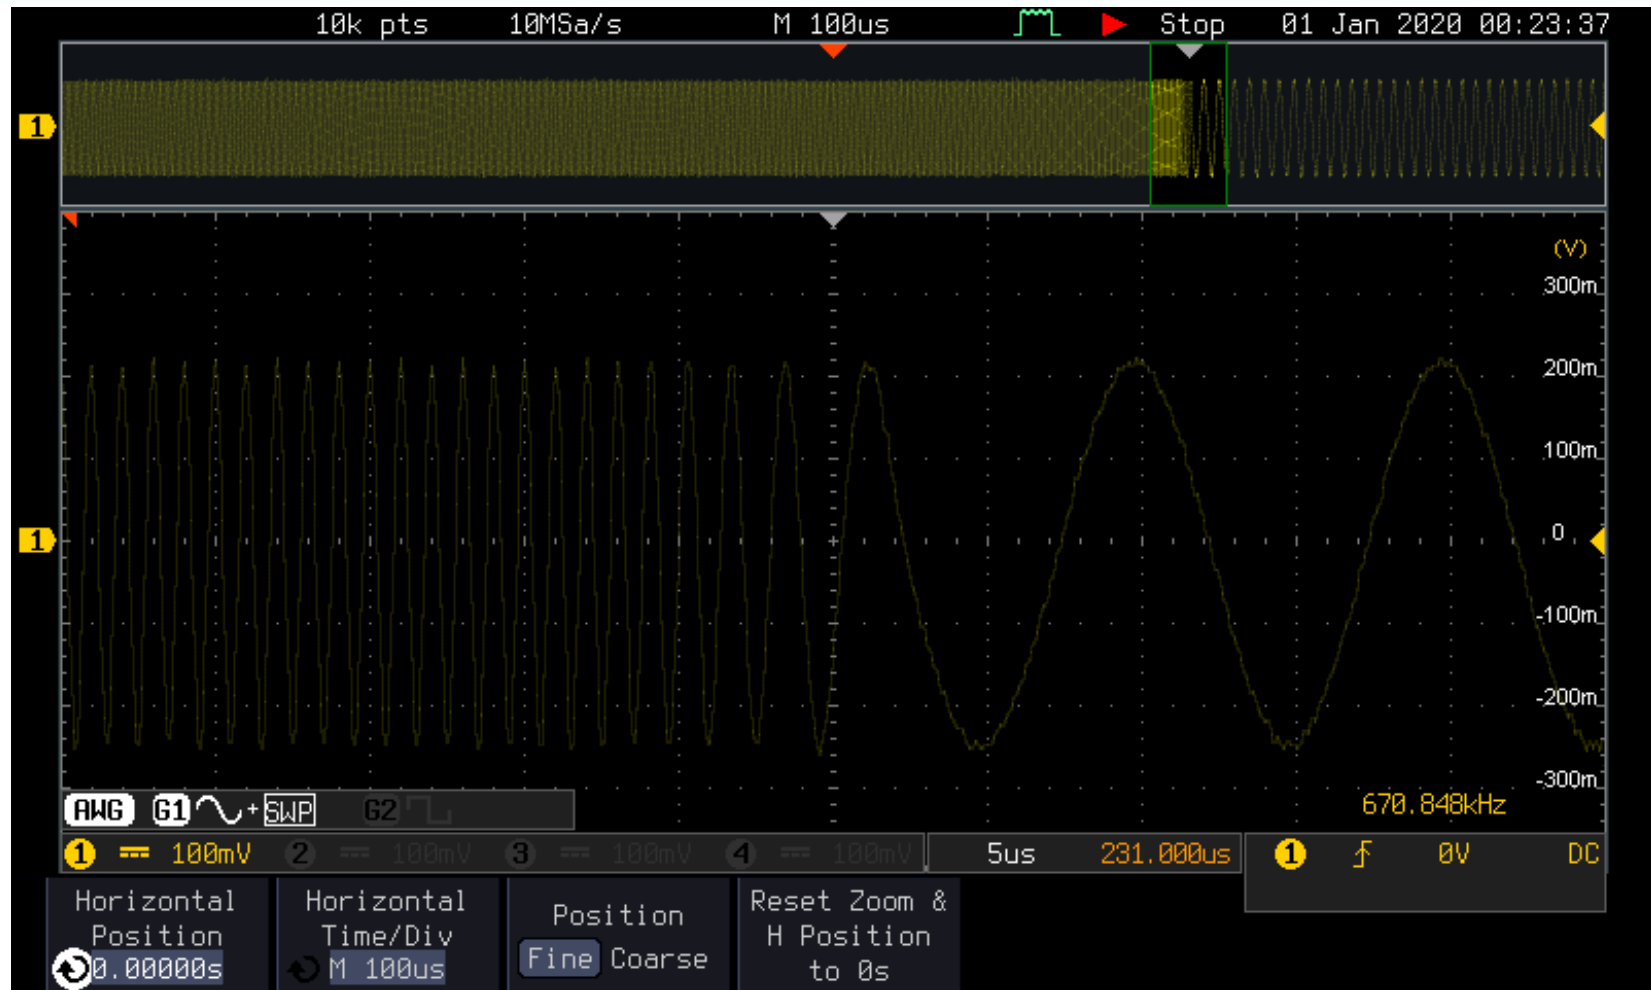 10k pts 10MSa/s M 100us Stop 01 Jan 2020 00:23:37
1
(V)
300m
200m
100m
1 0
-100m
-200m
-300m
670.848kHz
AWG G1 + SWP G2
1 100mV 2 100mV 3 100mV 4 100mV 5us 231.000us 1 0V DC
Horizontal Position 0.00000s
Horizontal Time/Div M 100us
Position Fine Coarse
Reset Zoom & H Position to 0s